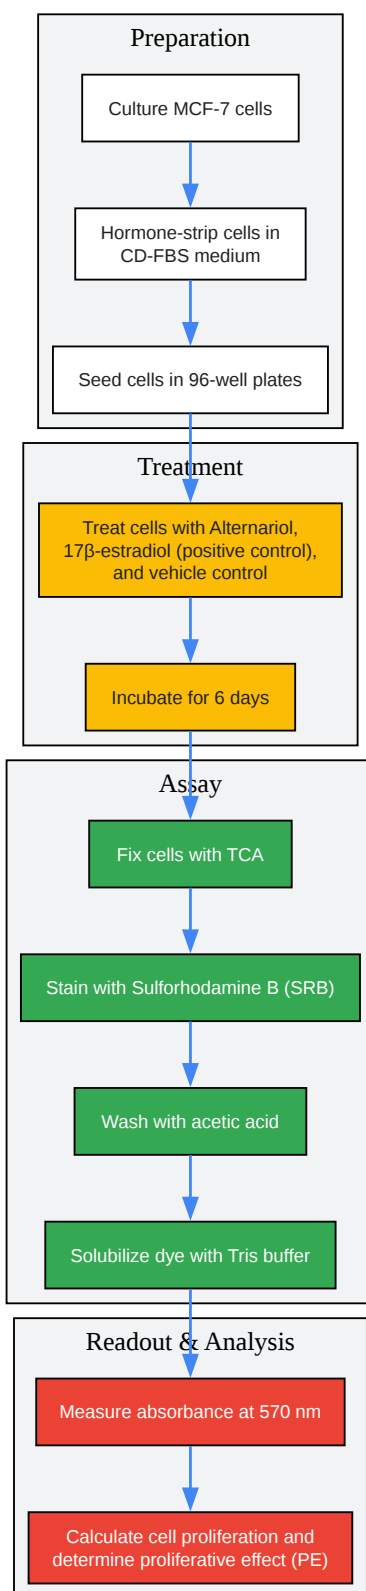 Preparation
Culture MCF-7 cells
Hormone-strip cells in
CD-FBS medium
Seed cells in 96-well plates
Treatment
Treat cells with Alternariol,
17β-estradiol (positive control),
and vehicle control
Incubate for 6 days
Assay
Fix cells with TCA
Stain with Sulforhodamine B (SRB)
Wash with acetic acid
Solubilize dye with Tris buffer
Readout & Analysis
Measure absorbance at 570 nm
Calculate cell proliferation and
determine proliferative effect (PE)